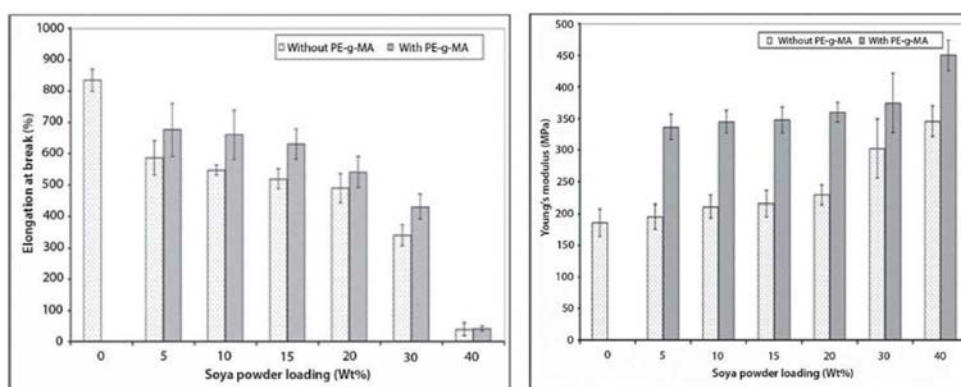 1000
900
800
700
600
500
400
300
200
100
0
Elongation at break (%)
Without PE-g-MA With PE-g-MA
0 5 10 15 20 30 40
Soya powder loading (Wt%)
500
450
400
350
300
250
200
150
100
50
0
Young's modulus (MPa)
Without PE-g-MA With PE-g-MA
0 5 10 15 20 30 40
Soya powder loading (Wt%)